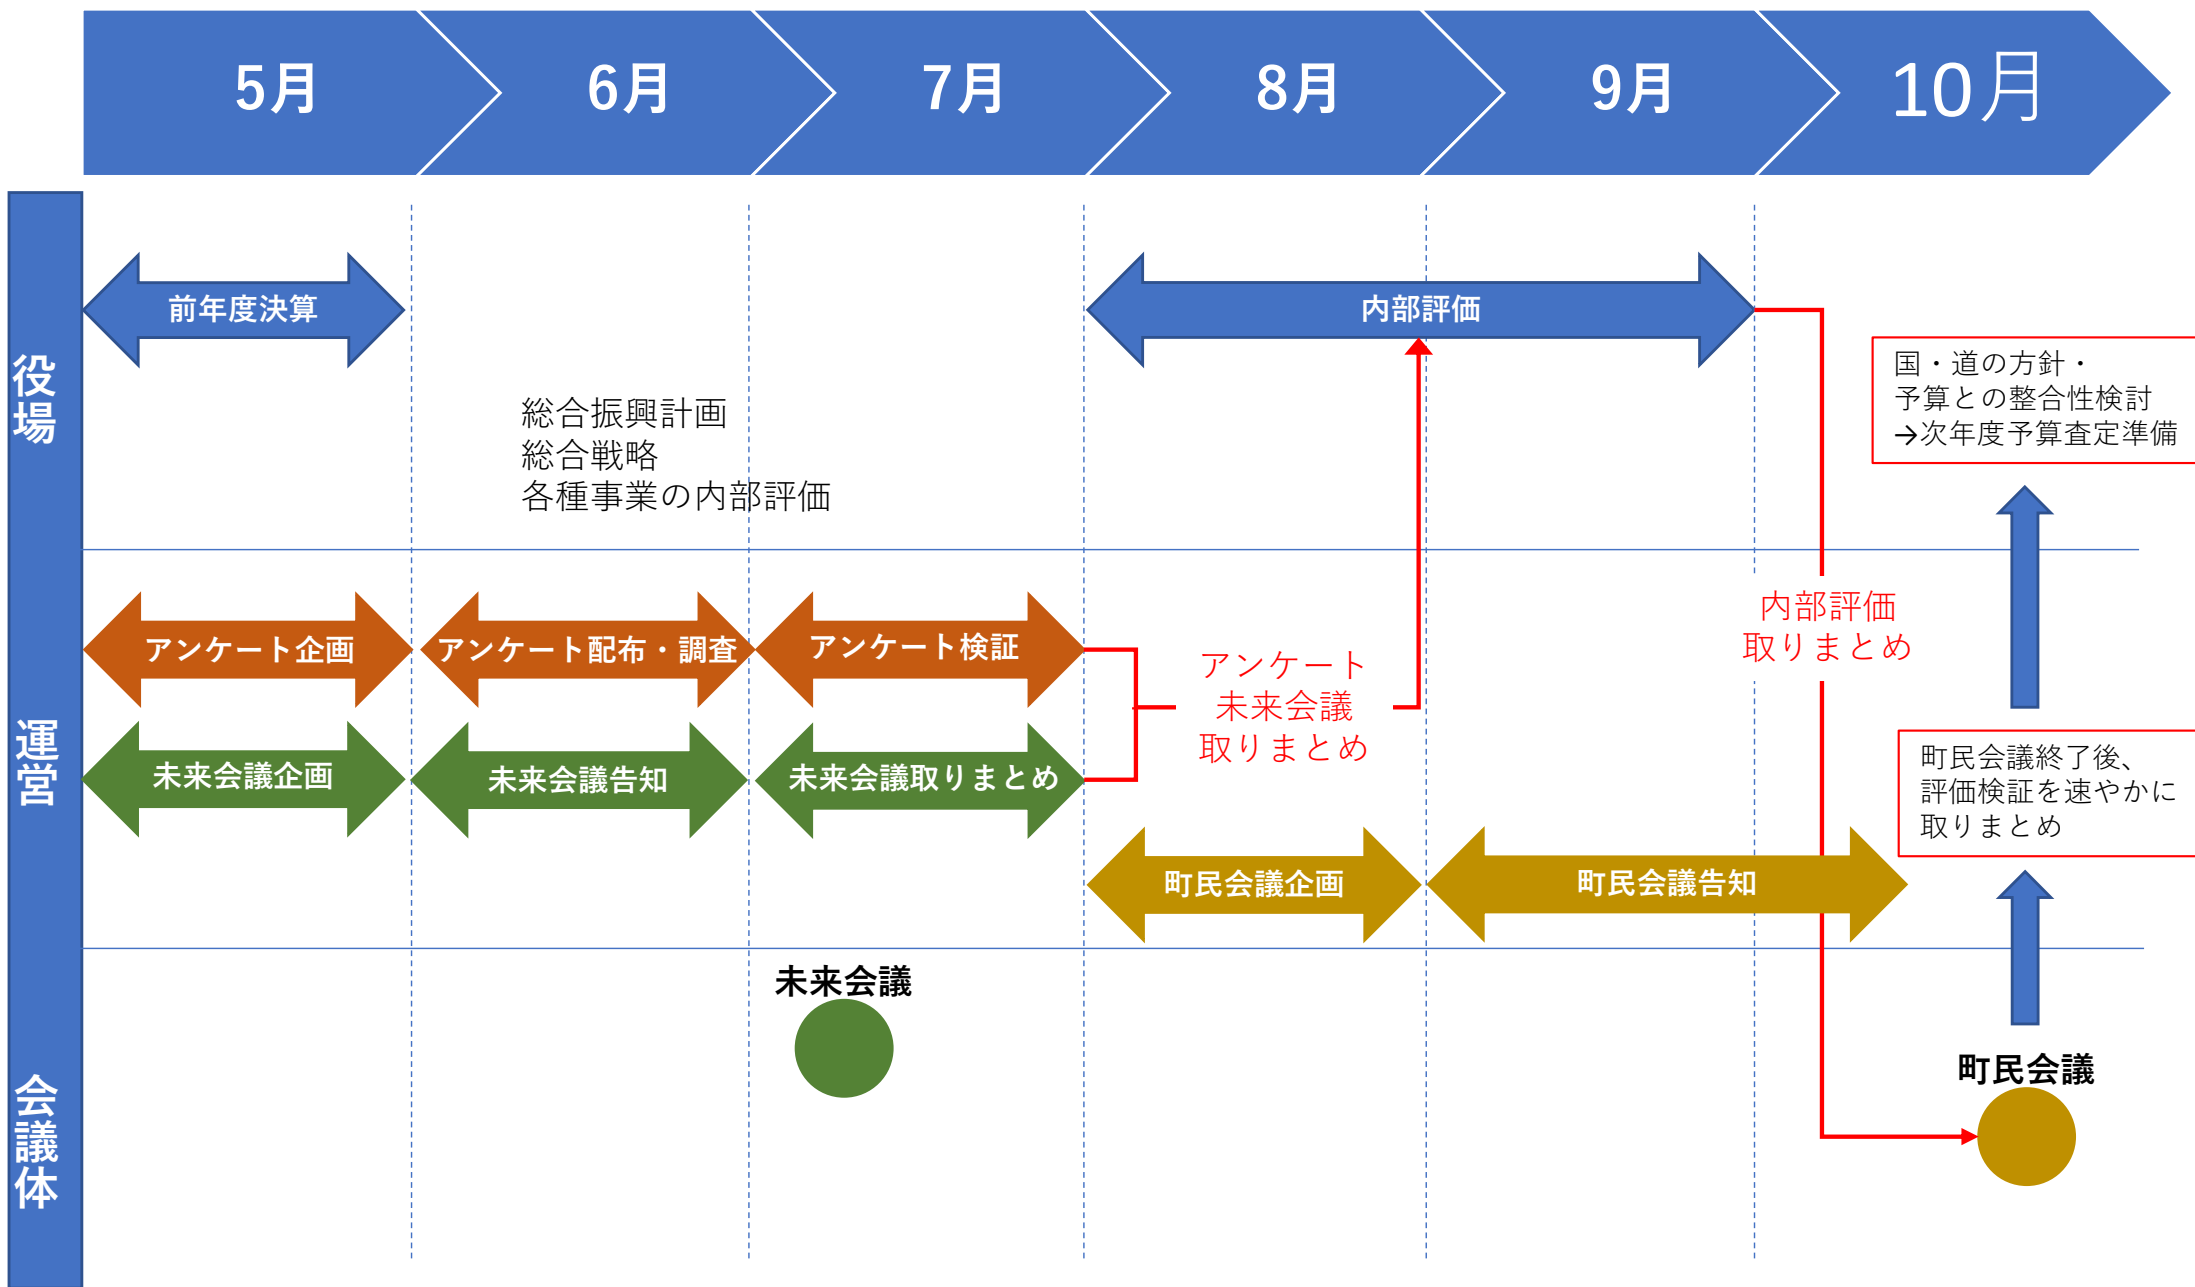 5月
6月
7月
8月
9月
10月
役場
前年度決算
内部評価
総合振興計画
総合戦略
各種事業の内部評価
国・道の方針・
予算との整合性検討
→次年度予算査定準備
運営
アンケート企画
アンケート配布・調査
アンケート検証
未来会議企画
未来会議告知
未来会議取りまとめ
アンケート
未来会議
取りまとめ
内部評価
取りまとめ
町民会議終了後、
評価検証を速やかに
取りまとめ
町民会議企画
町民会議告知
会議体
未来会議
町民会議